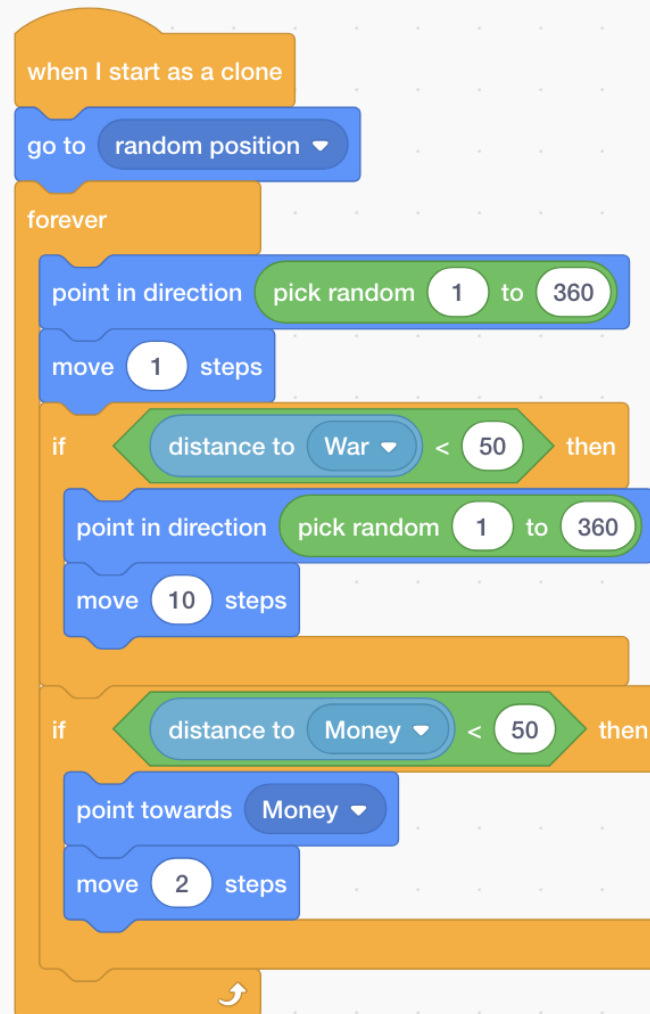 when I start as a clone
go to random position
forever
point in direction pick random 1 to 360
move 1 steps
if distance to War < 50 then
point in direction pick random 1 to 360
move 10 steps
if distance to Money < 50 then
point towards Money
move 2 steps